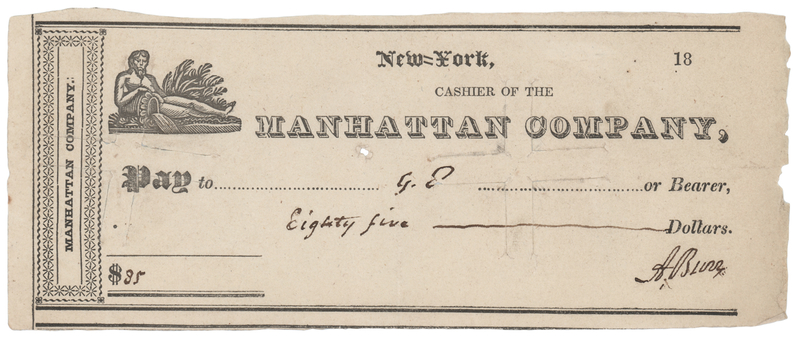 MANHATTAN COMPANY.
New=York, 18
CASHIER OF THE
MANHATTAN COMPANY,
Pay to G. E or Bearer,
Eighty five Dollars.
$85
A. Burr